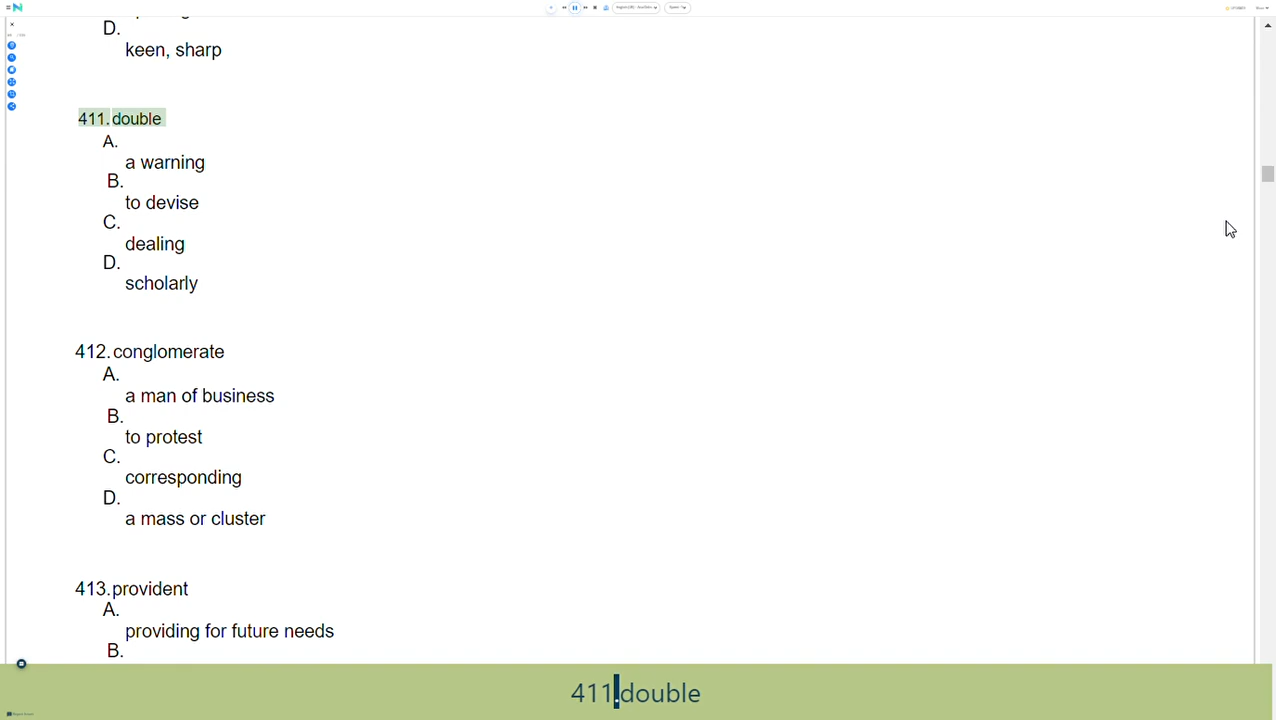 D.
keen, sharp
411. double
A.
a warning
B.
to devise
C.
dealing
D.
scholarly
412. conglomerate
A.
a man of business
B.
to protest
C.
corresponding
D.
a mass or cluster
413. provident
A.
providing for future needs
B.
411.double